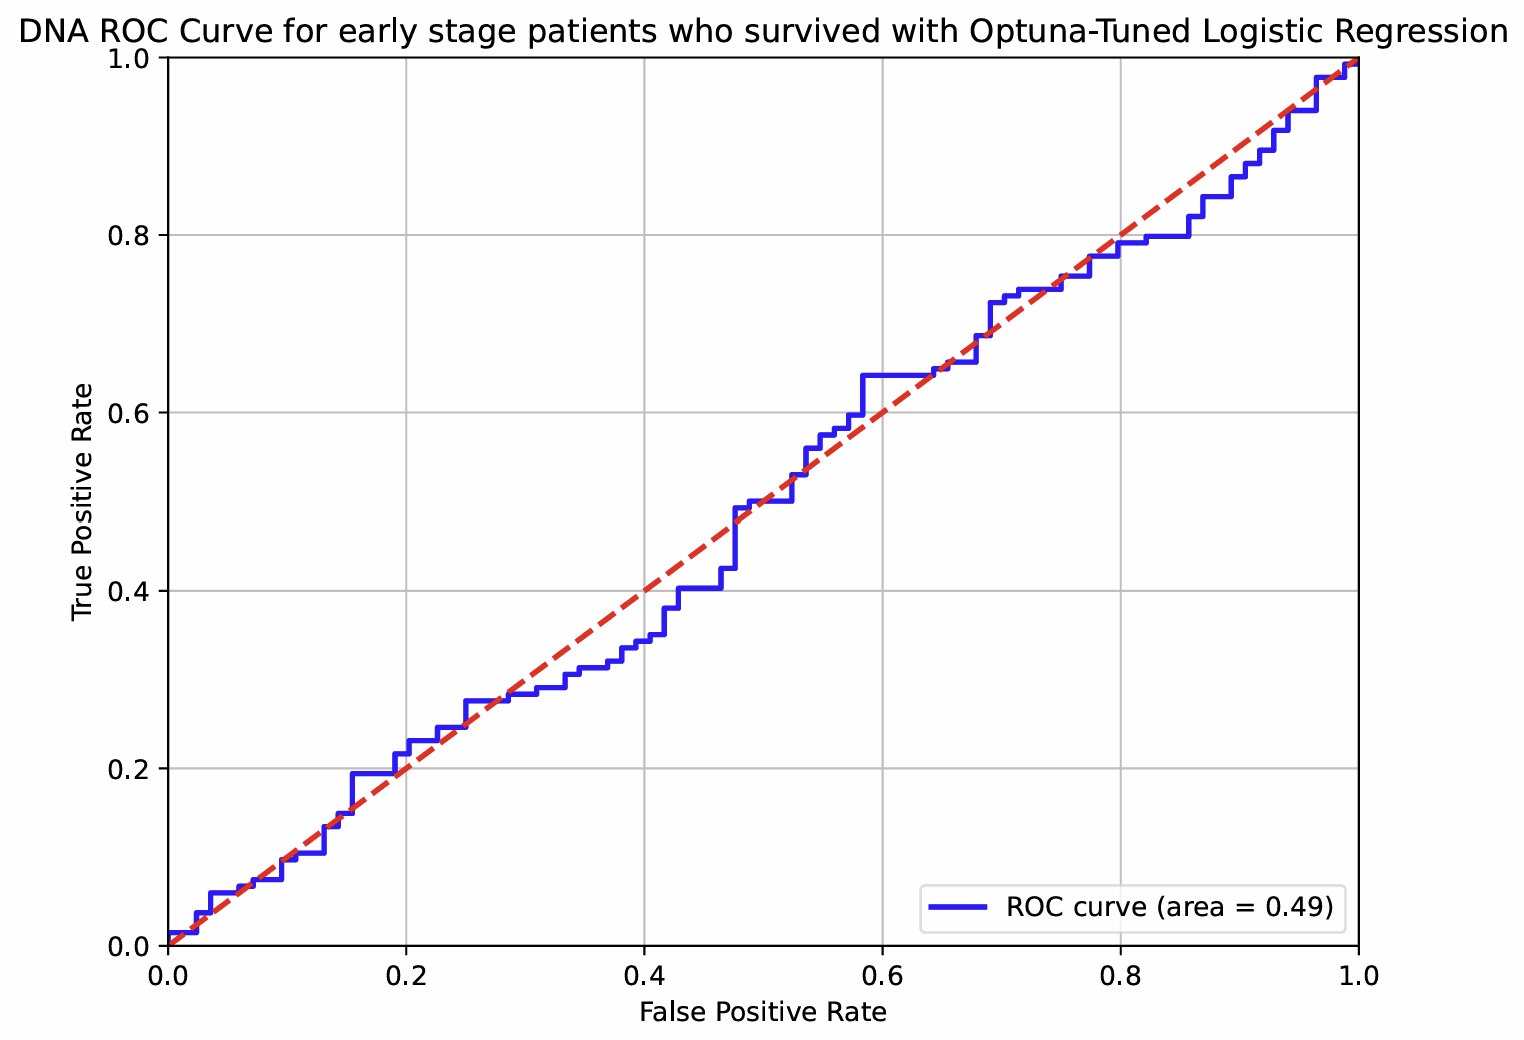 DNA ROC Curve for early stage patients who survived with Optuna-Tuned Logistic Regression
1.0
0.8
0.6
0.4
0.2
0.0
True Positive Rate
ROC curve (area = 0.49)
0.0 0.2 0.4 0.6 0.8 1.0
False Positive Rate